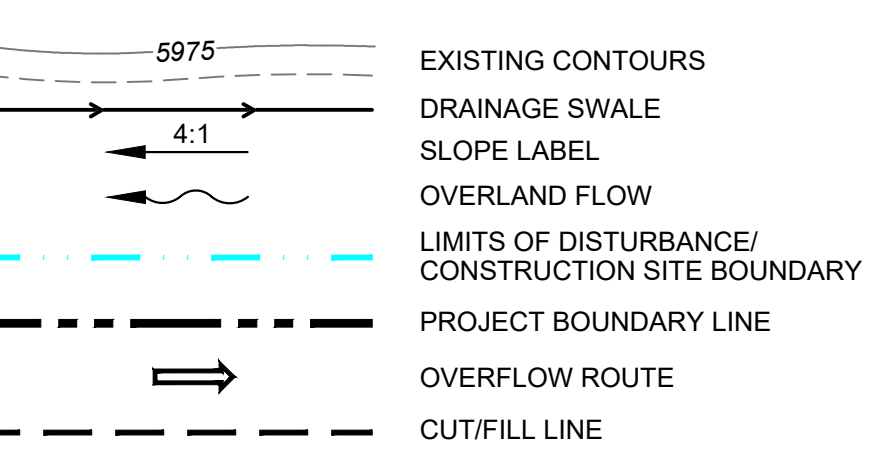 5975 EXISTING CONTOURS
DRAINAGE SWALE
4:1 SLOPE LABEL
OVERLAND FLOW
LIMITS OF DISTURBANCE/
CONSTRUCTION SITE BOUNDARY
PROJECT BOUNDARY LINE
OVERFLOW ROUTE
CUT/FILL LINE